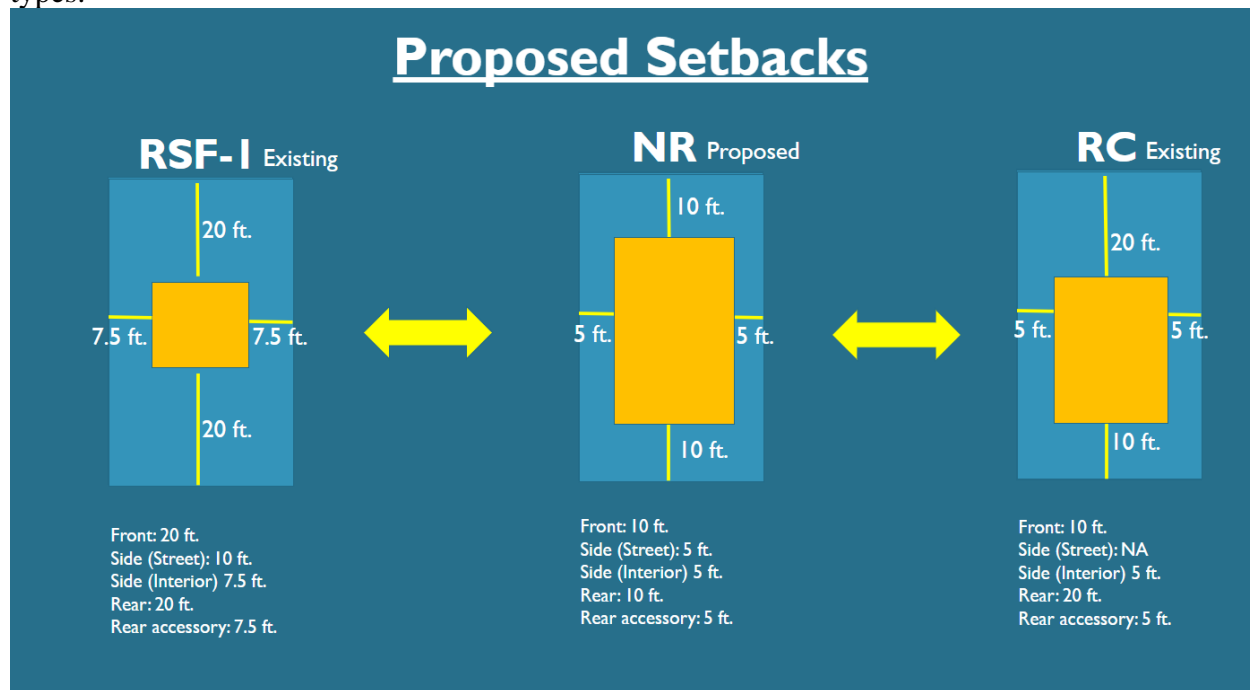 types.
Proposed Setbacks
RSF-1 Existing
20 ft.
7.5 ft.
7.5 ft.
20 ft.
Front: 20 ft.
Side (Street): 10 ft.
Side (Interior) 7.5 ft.
Rear: 20 ft.
Rear accessory: 7.5 ft.
NR Proposed
10 ft.
5 ft.
5 ft.
10 ft.
Front: 10 ft.
Side (Street): 5 ft.
Side (Interior) 5 ft.
Rear: 10 ft.
Rear accessory: 5 ft.
RC Existing
20 ft.
5 ft.
5 ft.
10 ft.
Front: 10 ft.
Side (Street): NA
Side (Interior) 5 ft.
Rear: 20 ft.
Rear accessory: 5 ft.